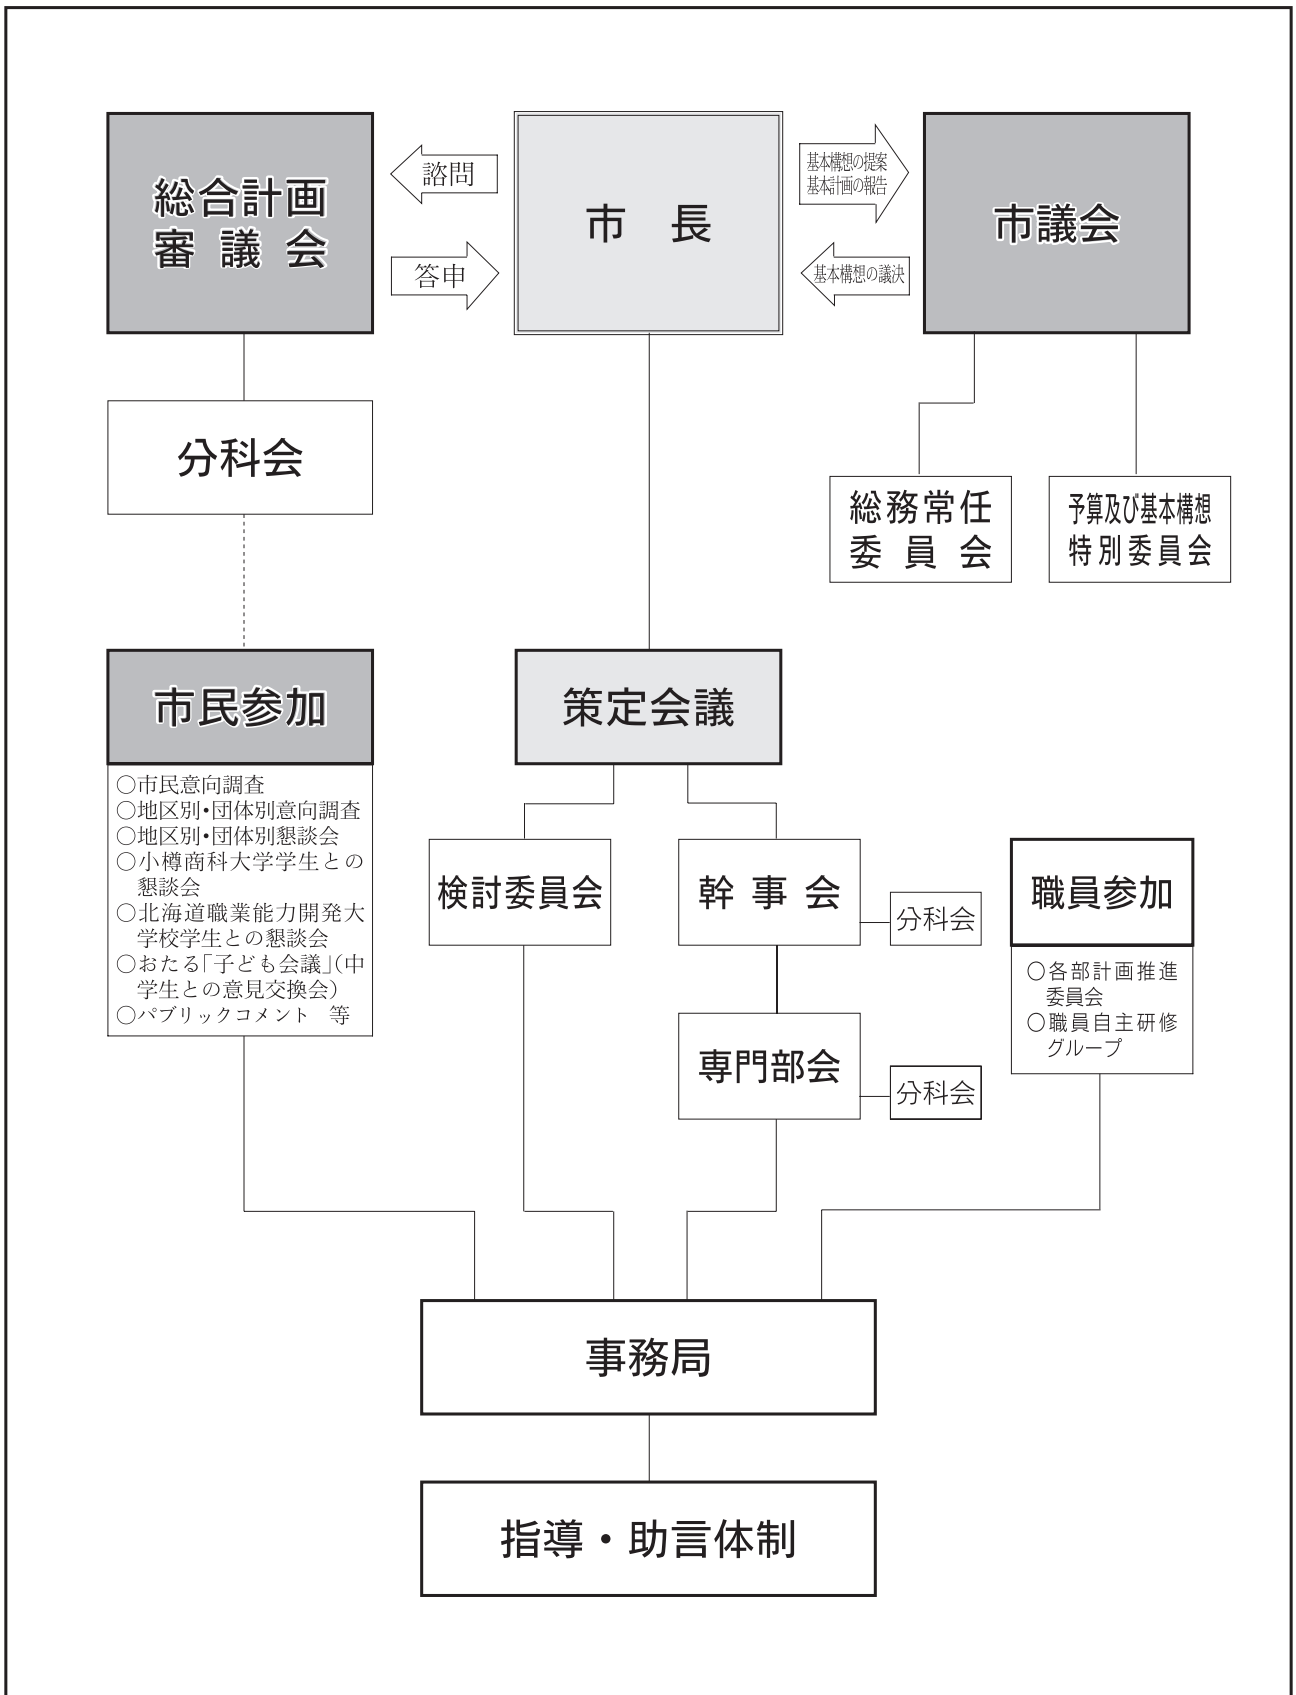 総合計画
審議会
諮問
答申
市 長
基本構想の提案
基本計画の報告
基本構想の議決
市議会
分科会
総務常任
委員会
予算及び基本構想
特別委員会
市民参加
○市民意向調査
○地区別・団体別意向調査
○地区別・団体別懇談会
○小樽商科大学学生との
懇談会
○北海道職業能力開発大
学校学生との懇談会
○おたる「子ども会議」(中
学生との意見交換会)
○パブリックコメント 等
策定会議
検討委員会
幹事会
分科会
専門部会
分科会
職員参加
○各部計画推進
委員会
○職員自主研修
グループ
事務局
指導・助言体制